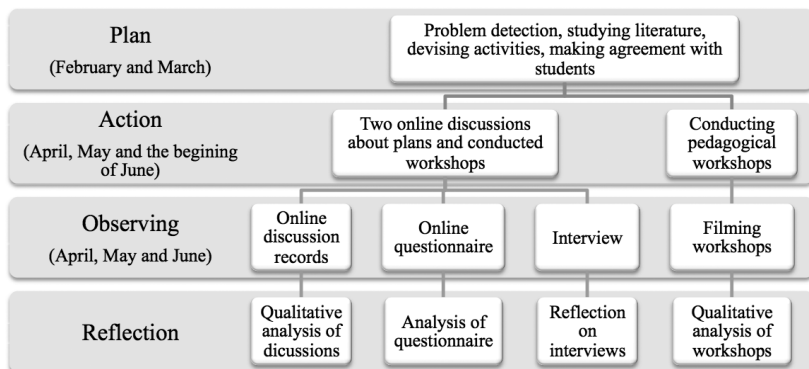 Plan
(February and March)
Problem detection, studying literature,
devising activities, making agreement with
students
Action
(April, May and the begining
of June)
Two online discussions
about plans and conducted
workshops
Conducting
pedagogical
workshops
Observing
(April, May and June)
Online
discussion
records
Online
questionnaire
Interview
Filming
workshops
Reflection
Qualitative
analysis of
dicussions
Analysis of
questionnaire
Reflection
on
interviews
Qualitative
analysis of
workshops